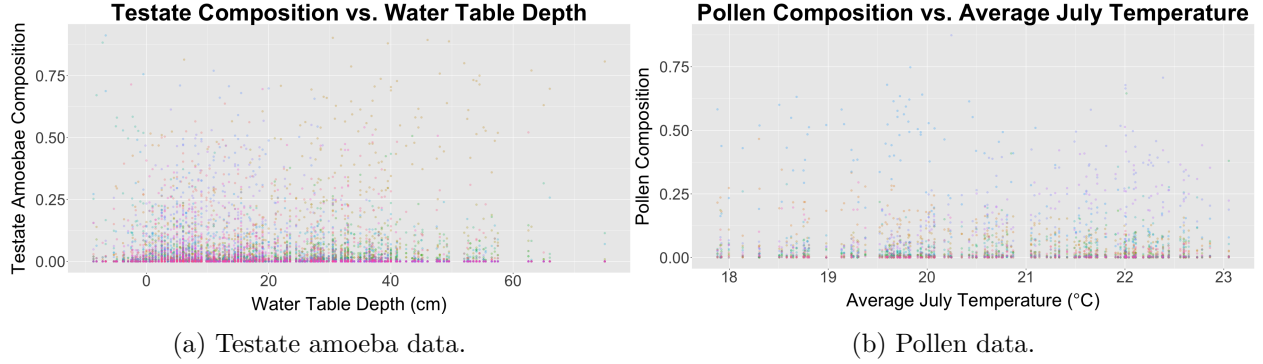 Testate Composition vs. Water Table Depth
Testate Amoebae Composition
0.75
0.50
0.25
0.00
0 20 40 60
Water Table Depth (cm)
(a) Testate amoeba data.
Pollen Composition vs. Average July Temperature
Pollen Composition
0.75
0.50
0.25
0.00
18 19 20 21 22 23
Average July Temperature (°C)
(b) Pollen data.